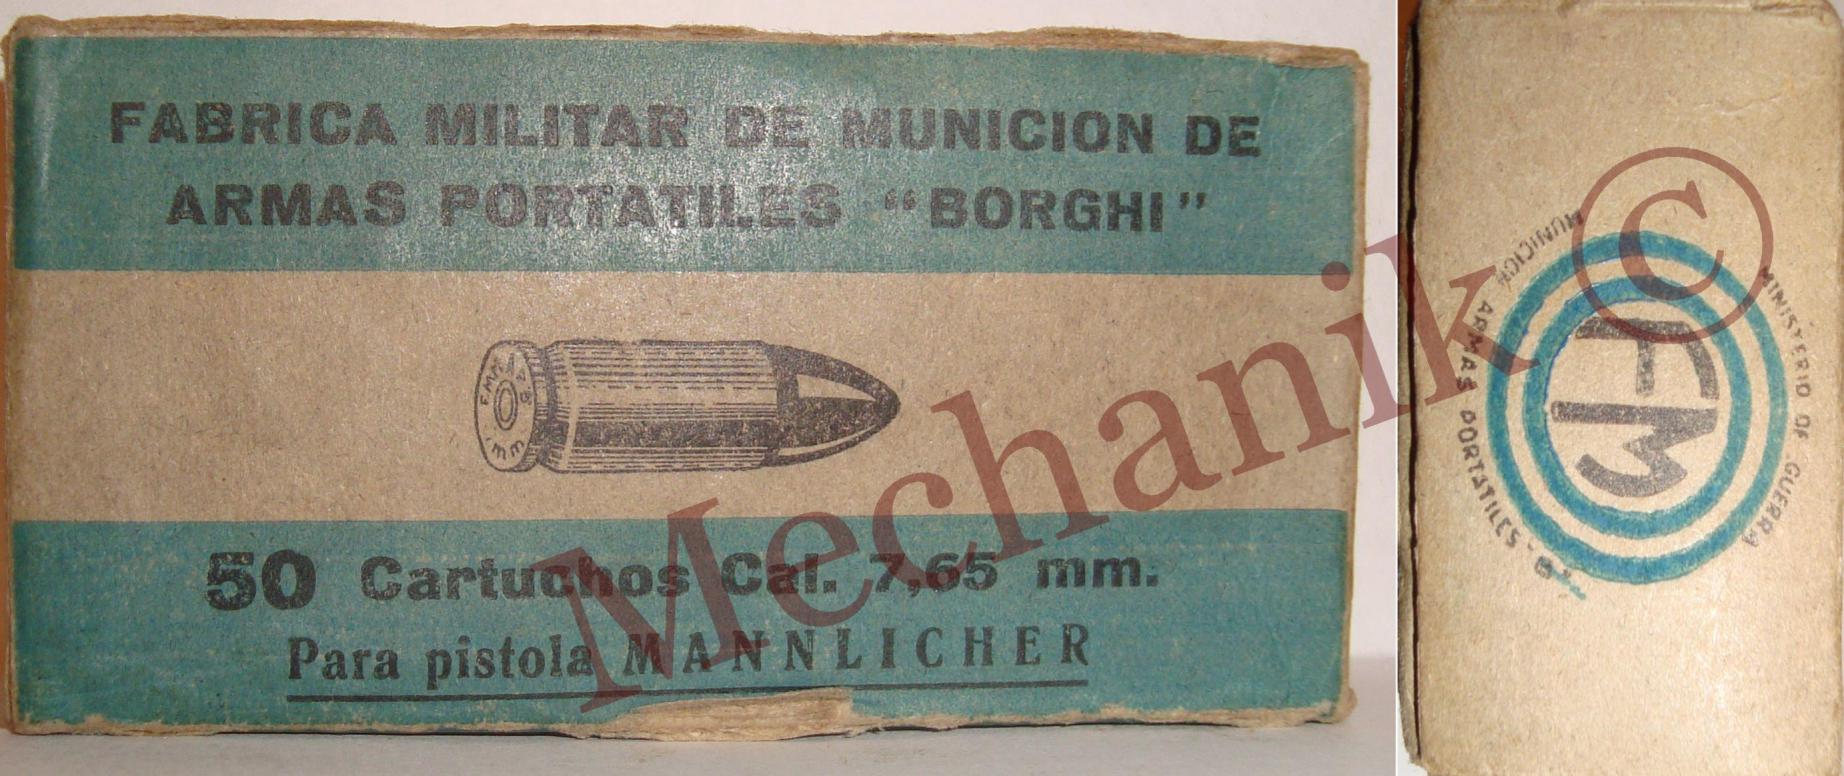 FABRICA MILITAR DE MUNICION DE
ARMAS PORTATILES "BORGHI"
FMMAPB
50 Cartuchos Cal. 7,65 mm.
Para pistola MANNLICHER
Mechanik ©
MINISTERIO DE GUERRA
MUNICION ARMAS PORTATILES - B.
FM